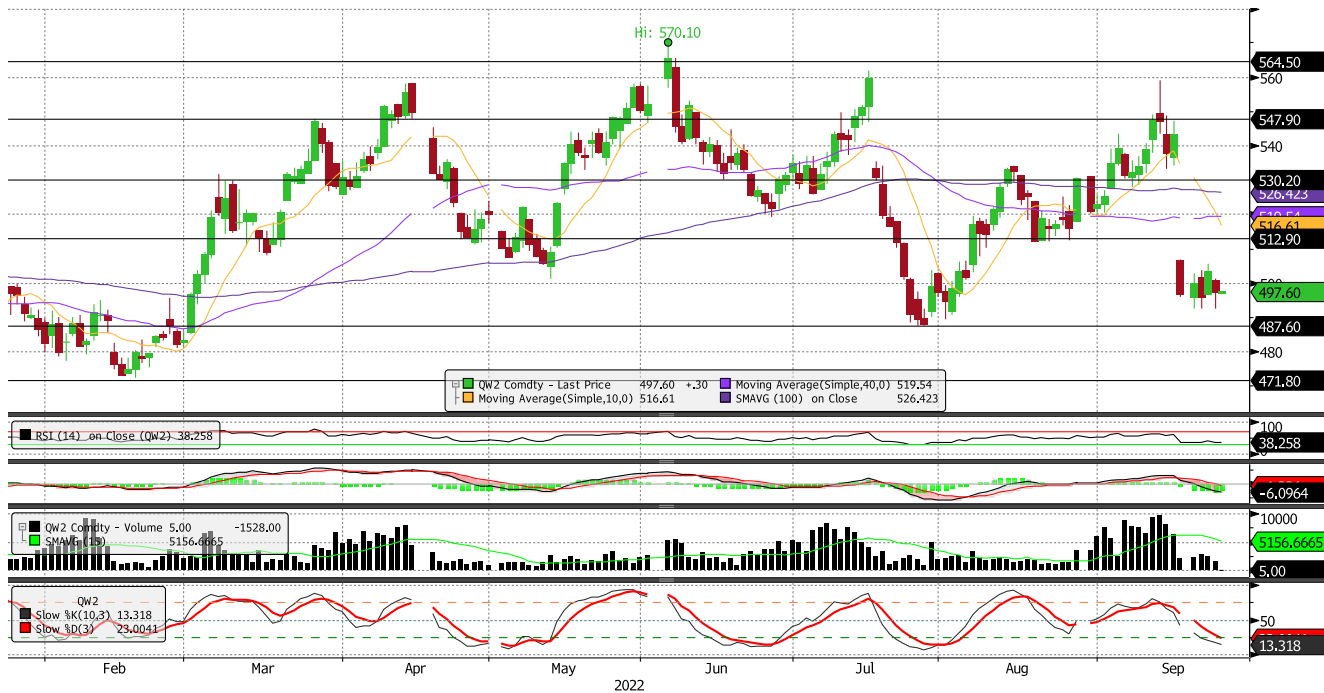 Hi: 570.10
564.50
560
547.90
540
530.20
526.423
519.54
516.61
512.90
500
497.60
487.60
480
471.80
QW2 Comdty - Last Price 497.60 +.30 Moving Average(Simple,40,0) 519.54
Moving Average(Simple,10,0) 516.61 SMAVG (100) on Close 526.423
RSI (14) on Close (QW2) 38.258
100
38.258
0
-6.0964
QW2 Comdty - Volume 5.00 -1528.00
SMAVG (15) 5156.6665
10000
5156.6665
5.00
QW2
Slow %K(10,3) 13.318
Slow %D(3) 23.0041
50
13.318
Feb Mar Apr May Jun Jul Aug Sep
2022